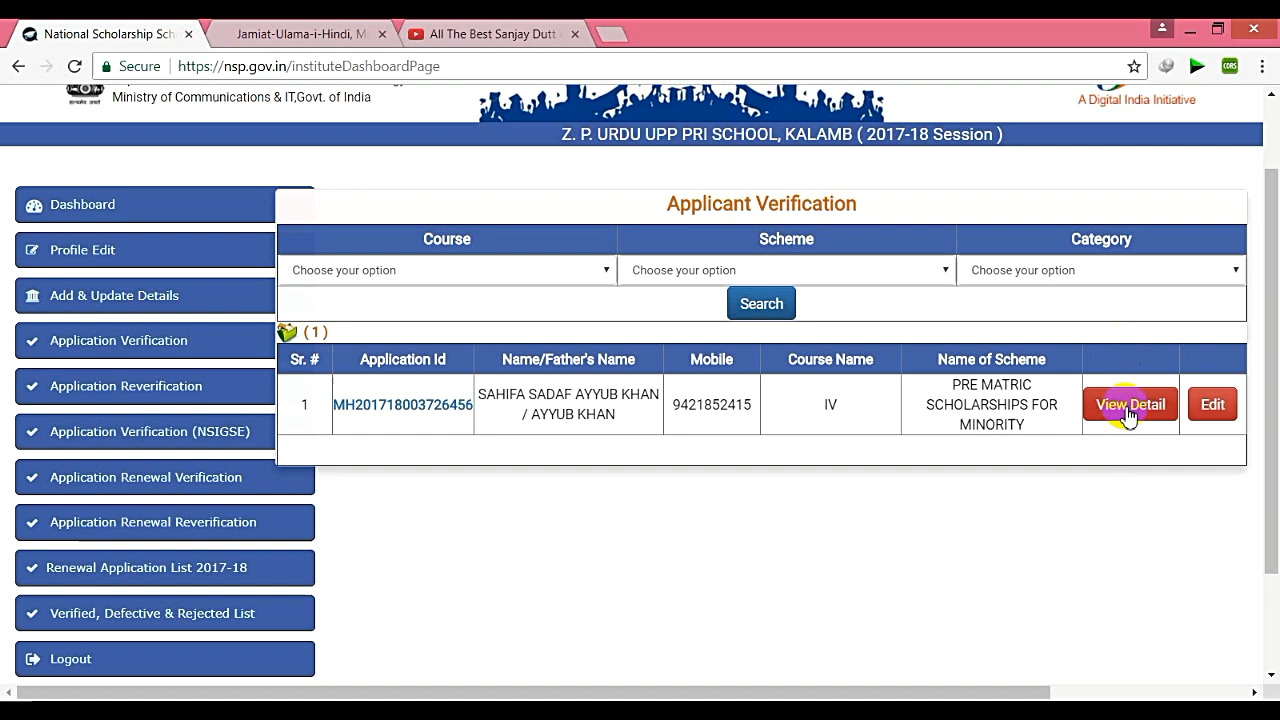 National Scholarship Sch
Jamiat-Ulama-i-Hindi, M
All The Best Sanjay Dutt
Secure
https://nsp.gov.in/instituteDashboardPage
CORS
Ministry of Communications & IT,Govt. of India
A Digital India Initiative
Z. P. URDU UPP PRI SCHOOL, KALAMB ( 2017-18 Session )
Dashboard
Profile Edit
Add & Update Details
Application Verification
Application Reverification
Application Verification (NSIGSE)
Application Renewal Verification
Application Renewal Reverification
Renewal Application List 2017-18
Verified, Defective & Rejected List
Logout
Applicant Verification
Course Scheme Category
Choose your option Choose your option Choose your option
Search
( 1 )
Sr. # Application Id Name/Father's Name Mobile Course Name Name of Scheme
1 MH201718003726456 SAHIFA SADAF AYYUB KHAN
/ AYYUB KHAN
9421852415 IV
PRE MATRIC
SCHOLARSHIPS FOR
MINORITY
View Detail Edit